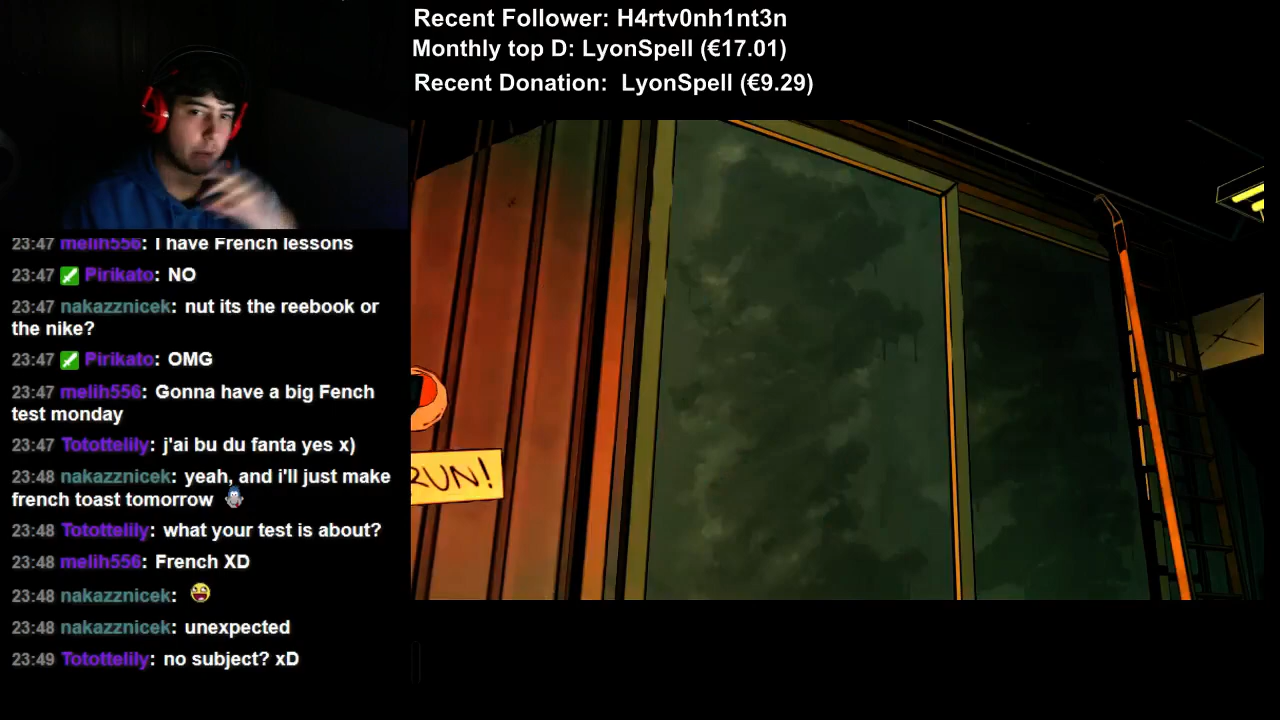 Recent Follower: H4rtv0nh1nt3n
Monthly top D: LyonSpell (€17.01)
Recent Donation: LyonSpell (€9.29)
23:47 melih556: I have French lessons
23:47 Pirikato: NO
23:47 nakazznicek: nut its the reebook or
the nike?
23:47 Pirikato: OMG
23:47 melih556: Gonna have a big Fench
test monday
23:47 Totottelily: j'ai bu du fanta yes x)
23:48 nakazznicek: yeah, and i'll just make
french toast tomorrow
23:48 Totottelily: what your test is about?
23:48 melih556: French XD
23:48 nakazznicek:
23:48 nakazznicek: unexpected
23:49 Totottelily: no subject? xD
RUN!